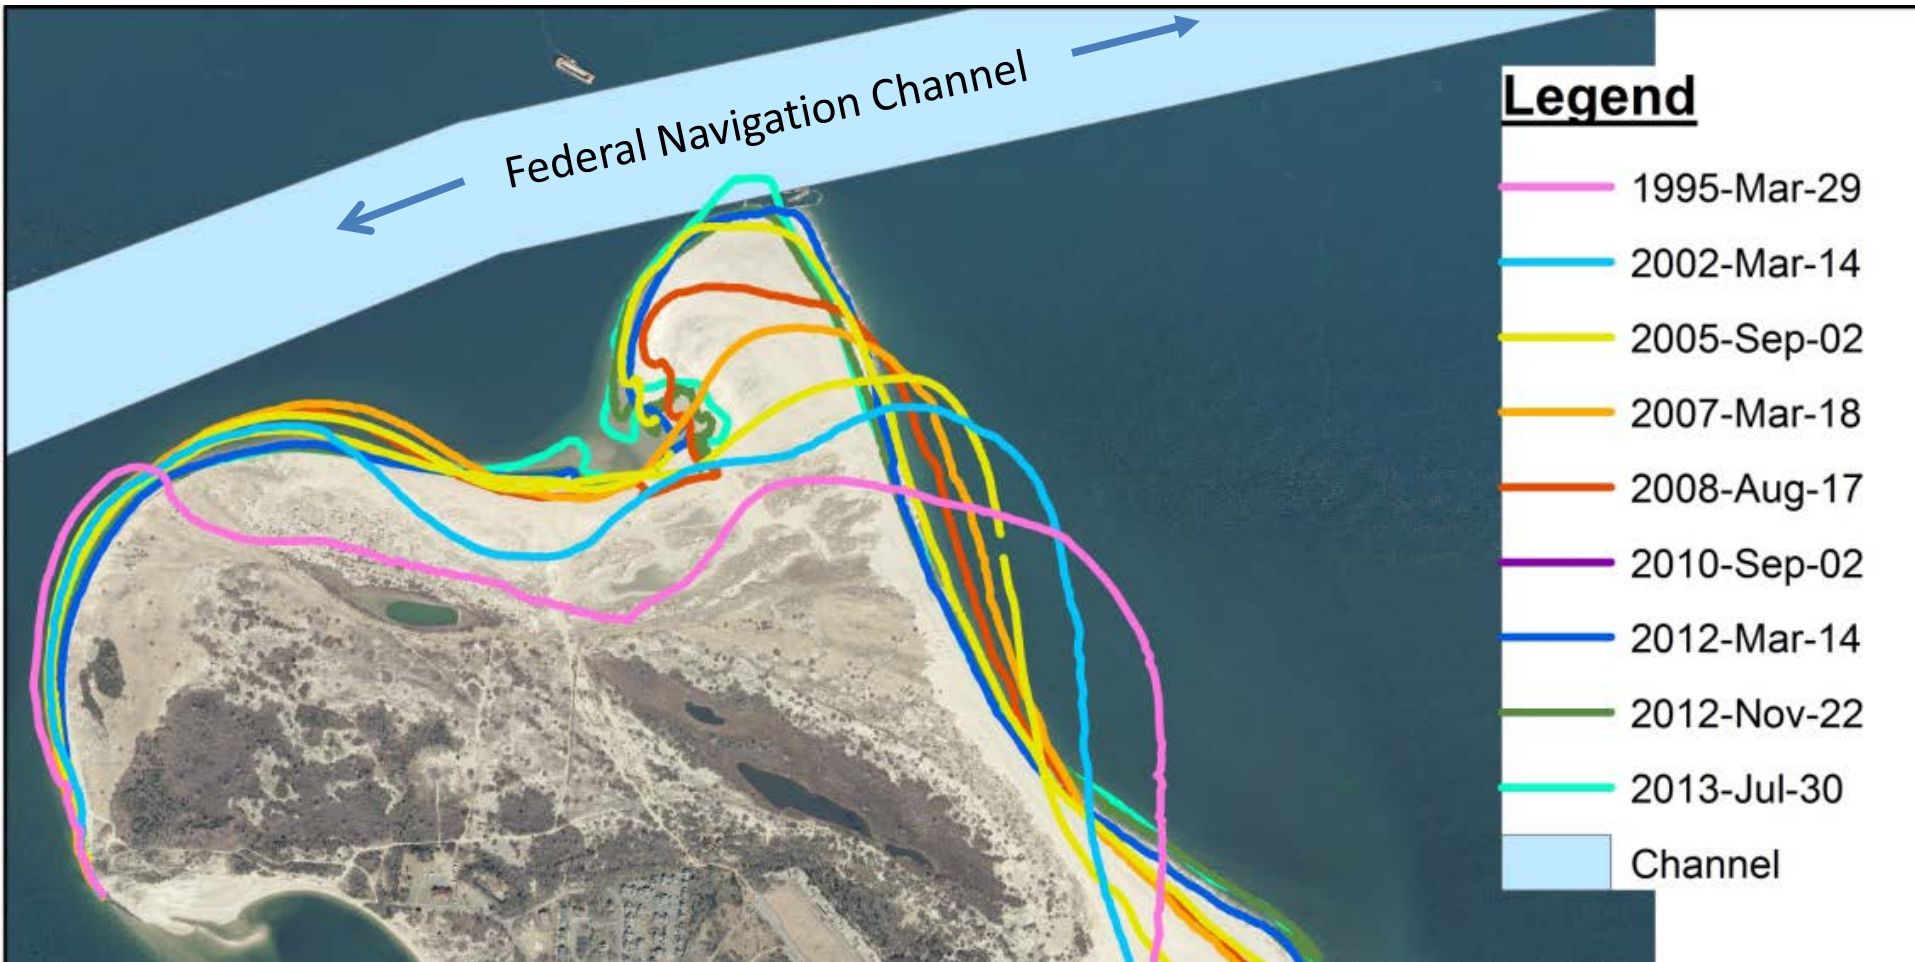 Federal Navigation Channel
Legend
1995-Mar-29
2002-Mar-14
2005-Sep-02
2007-Mar-18
2008-Aug-17
2010-Sep-02
2012-Mar-14
2012-Nov-22
2013-Jul-30
Channel